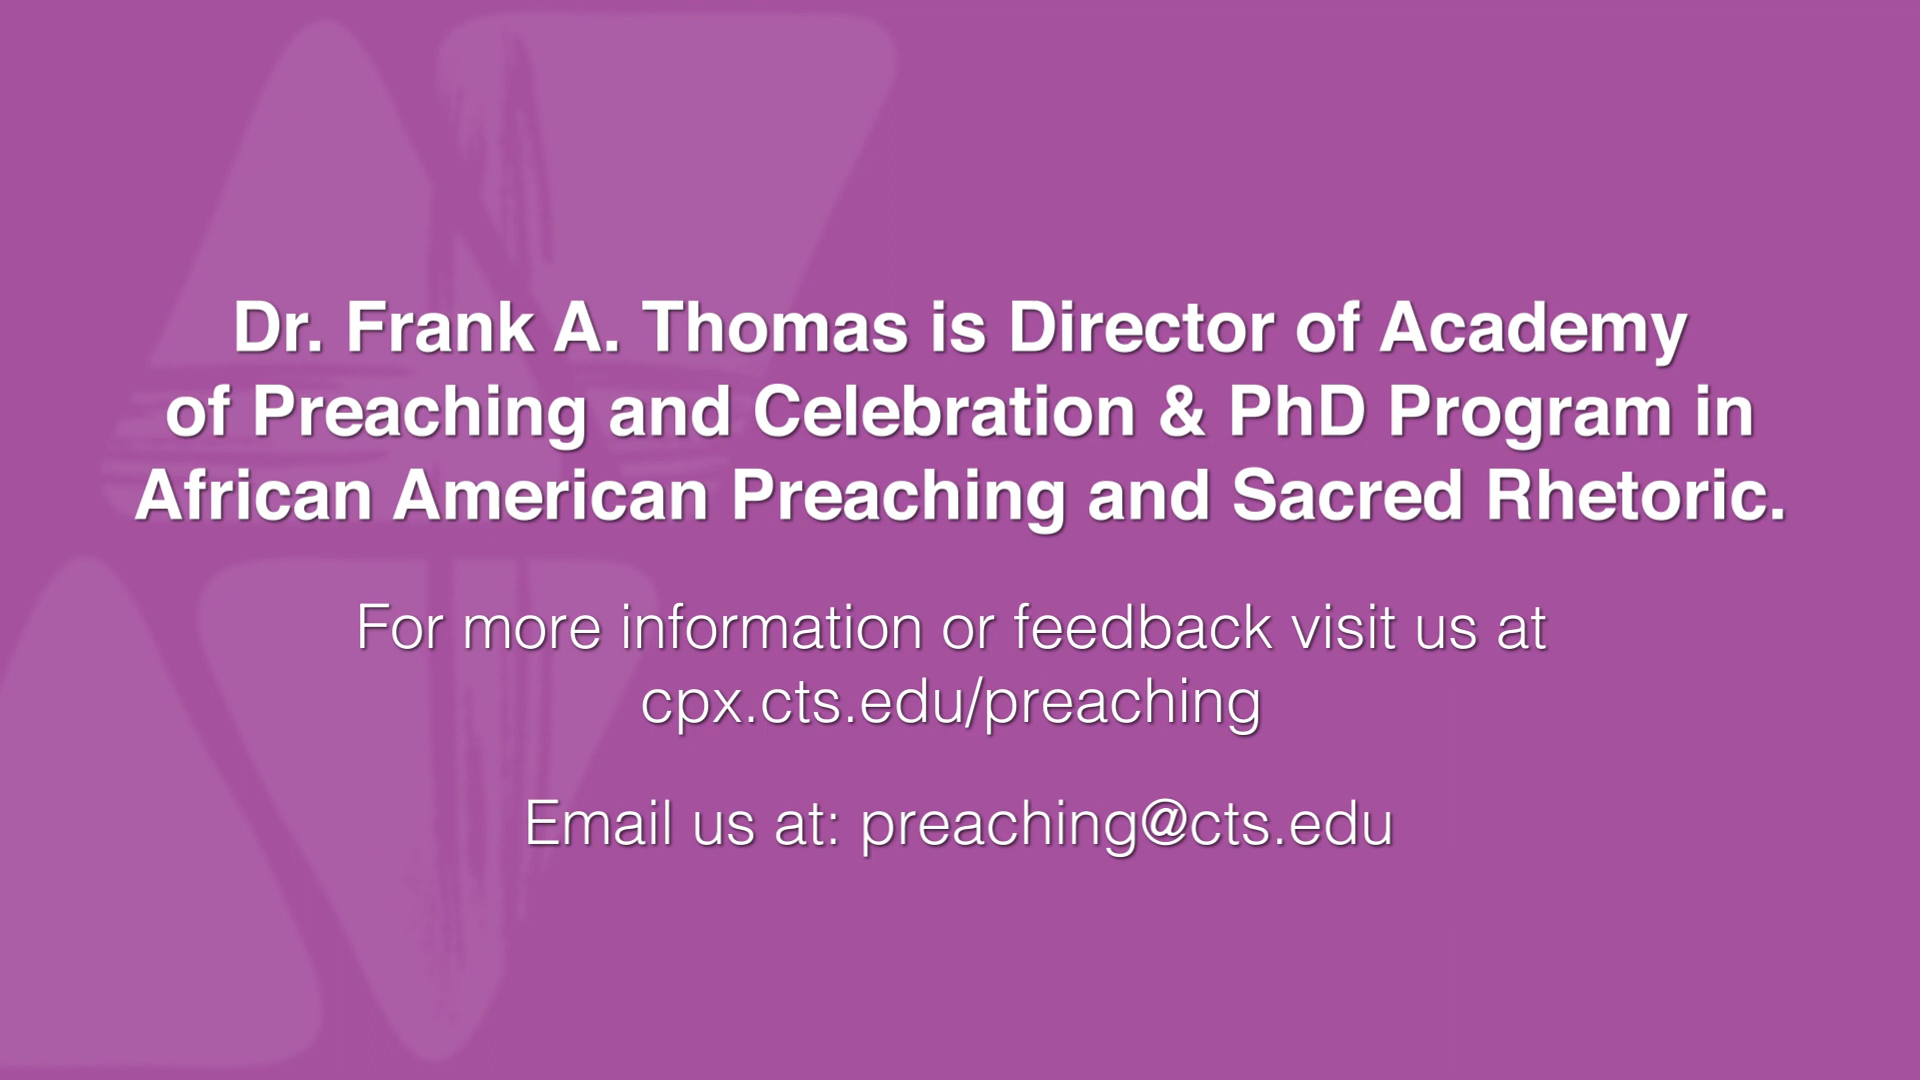 Dr. Frank A. Thomas is Director of Academy
of Preaching and Celebration & PhD Program in
African American Preaching and Sacred Rhetoric.
For more information or feedback visit us at
cpx.cts.edu/preaching
Email us at: preaching@cts.edu